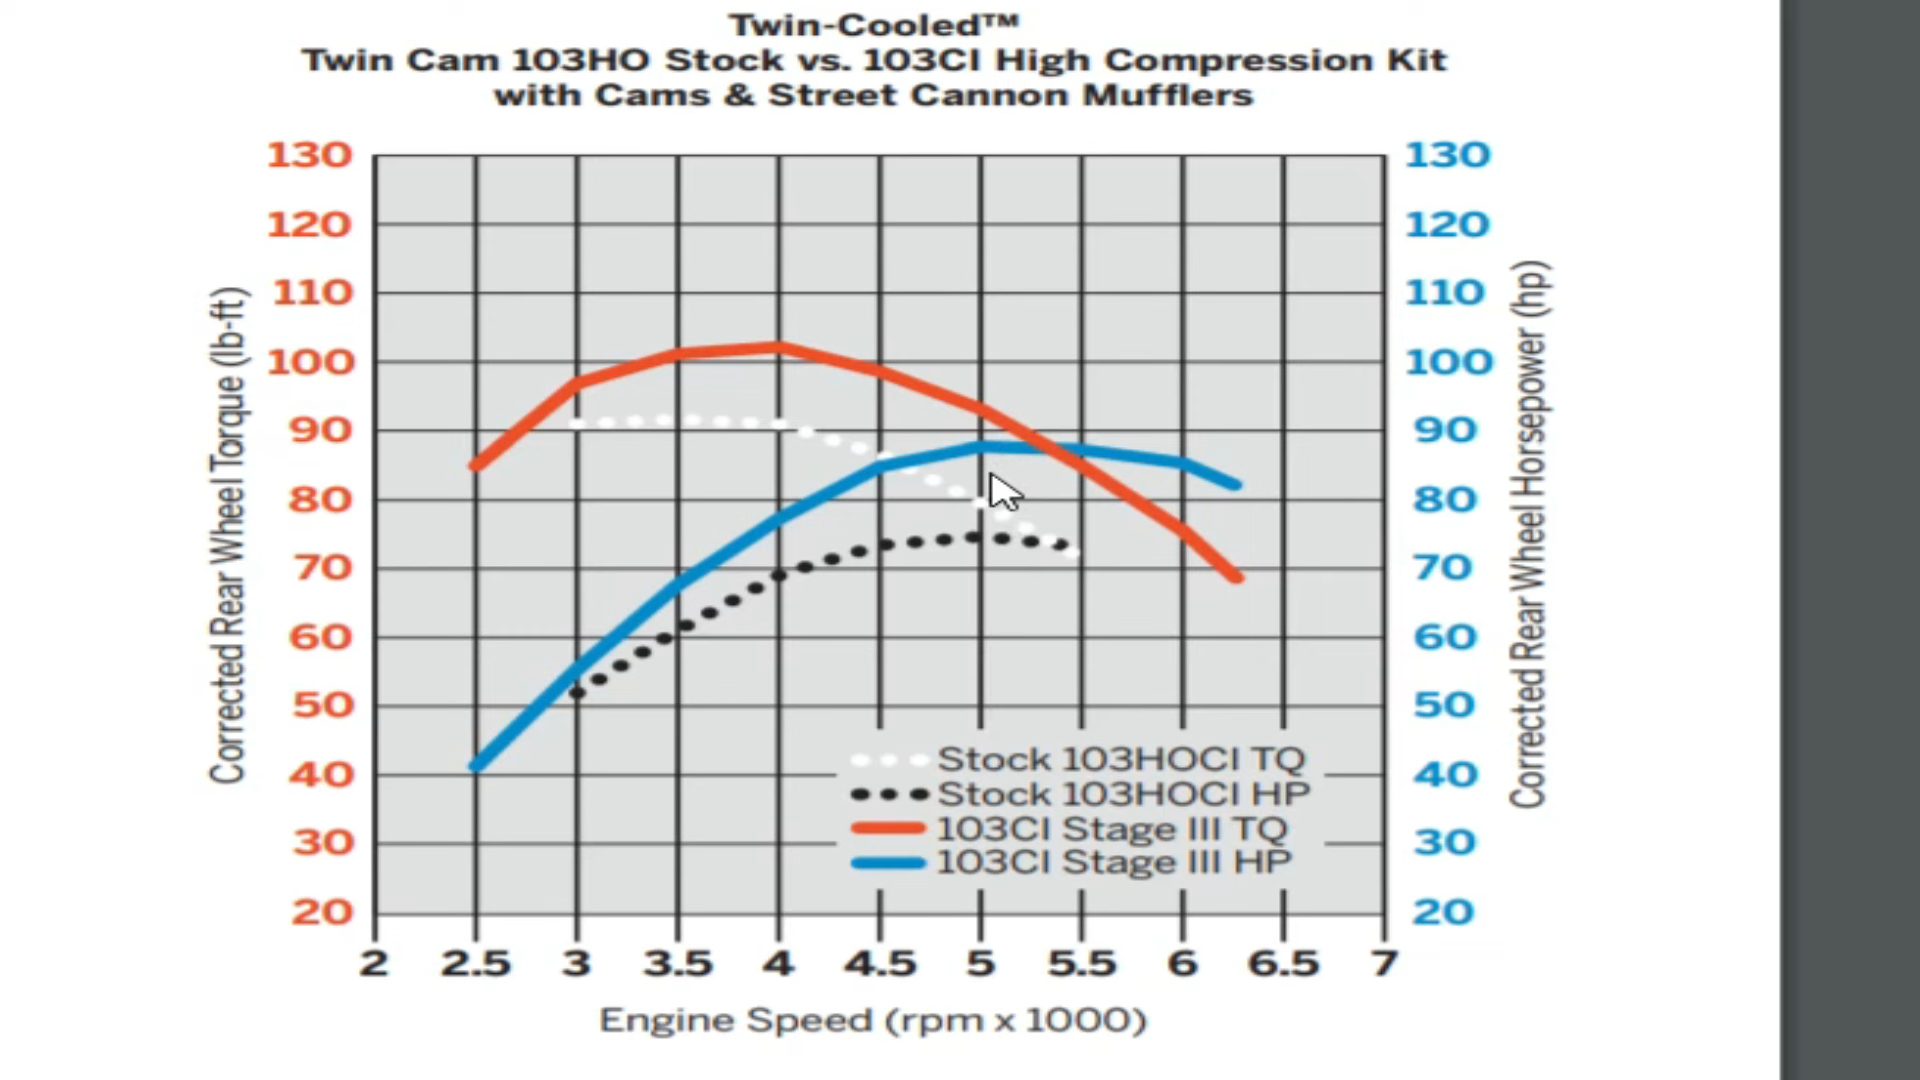 Twin-Cooled™
Twin Cam 103HO Stock vs. 103CI High Compression Kit
with Cams & Street Cannon Mufflers
Corrected Rear Wheel Torque (lb-ft)
130
120
110
100
90
80
70
60
50
40
30
20
130
120
110
100
90
80
70
60
50
40
30
20
Corrected Rear Wheel Horsepower (hp)
Stock 103HOCI TQ
Stock 103HOCI HP
103CI Stage III TQ
103CI Stage III HP
2 2.5 3 3.5 4 4.5 5 5.5 6 6.5 7
Engine Speed (rpm x 1000)